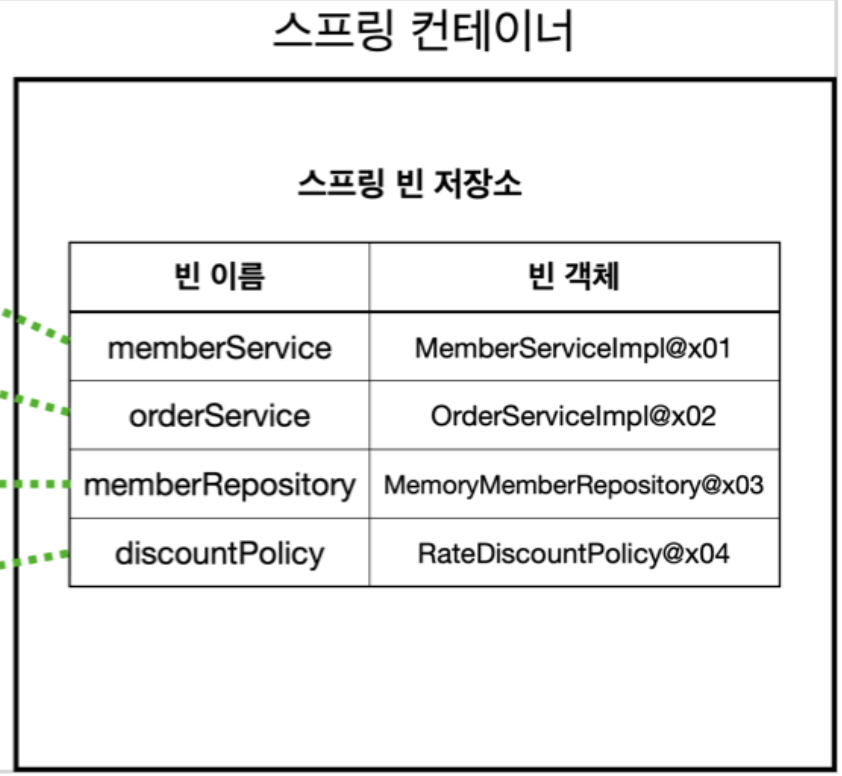 스프링 컨테이너
스프링 빈 저장소
빈 이름 빈 객체
memberService MemberServiceImpl@x01
orderService OrderServiceImpl@x02
memberRepository MemoryMemberRepository@x03
discountPolicy RateDiscountPolicy@x04